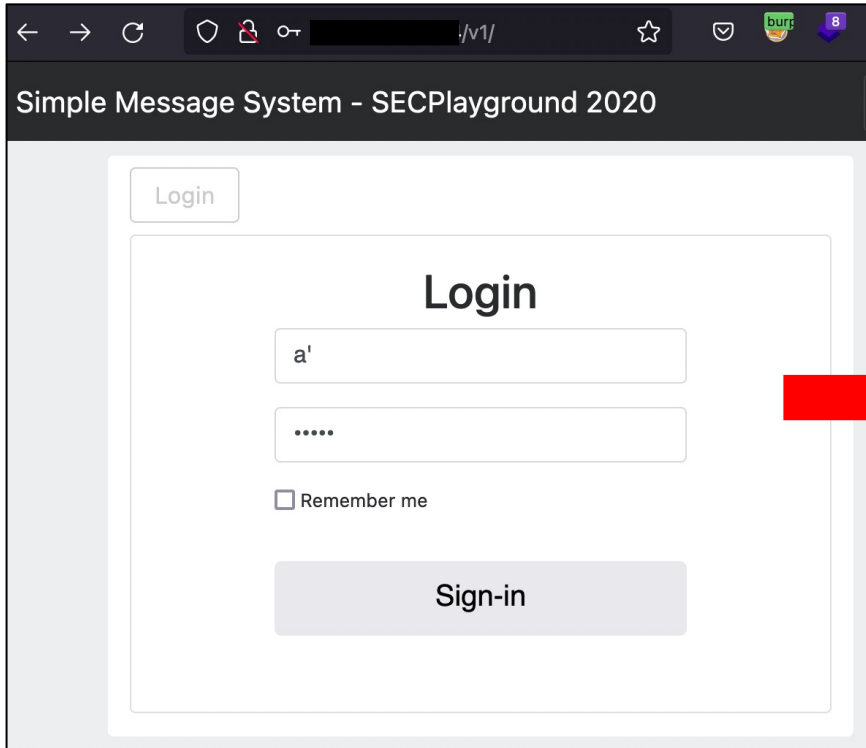 /v1/
burp
8
Simple Message System - SECPlayground 2020
Login
Login
a'
•••••
Remember me
Sign-in